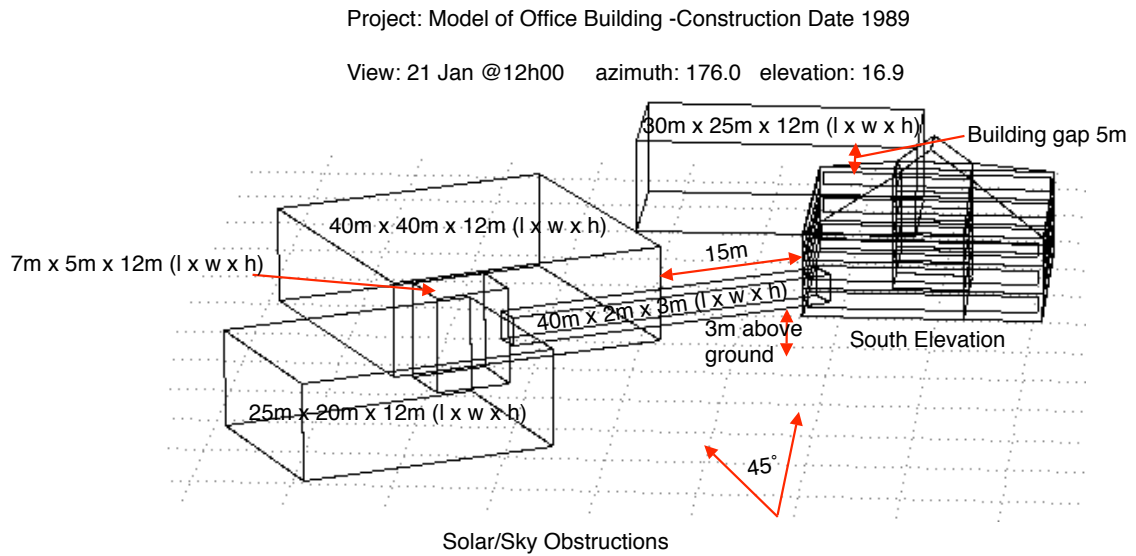 Project: Model of Office Building -Construction Date 1989
View: 21 Jan @12h00 azimuth: 176.0 elevation: 16.9
30m x 25m x 12m (l x w x h)
Building gap 5m
40m x 40m x 12m (l x w x h)
7m x 5m x 12m (l x w x h)
15m
40m x 2m x 3m (l x w x h)
3m above
ground
South Elevation
25m x 20m x 12m (l x w x h)
45°
Solar/Sky Obstructions